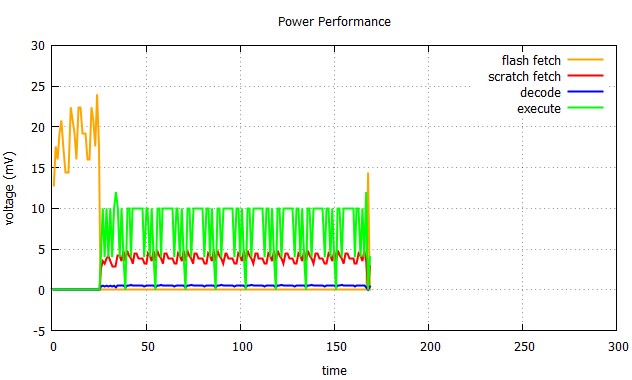 Power Performance
30
25
20
15
10
5
0
-5
voltage (mV)
flash fetch
scratch fetch
decode
execute
0 50 100 150 200 250 300
time